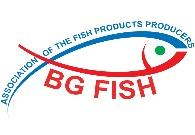 ASSOCIATION OF THE FISH PRODUCTS PRODUCERS
BG FISH